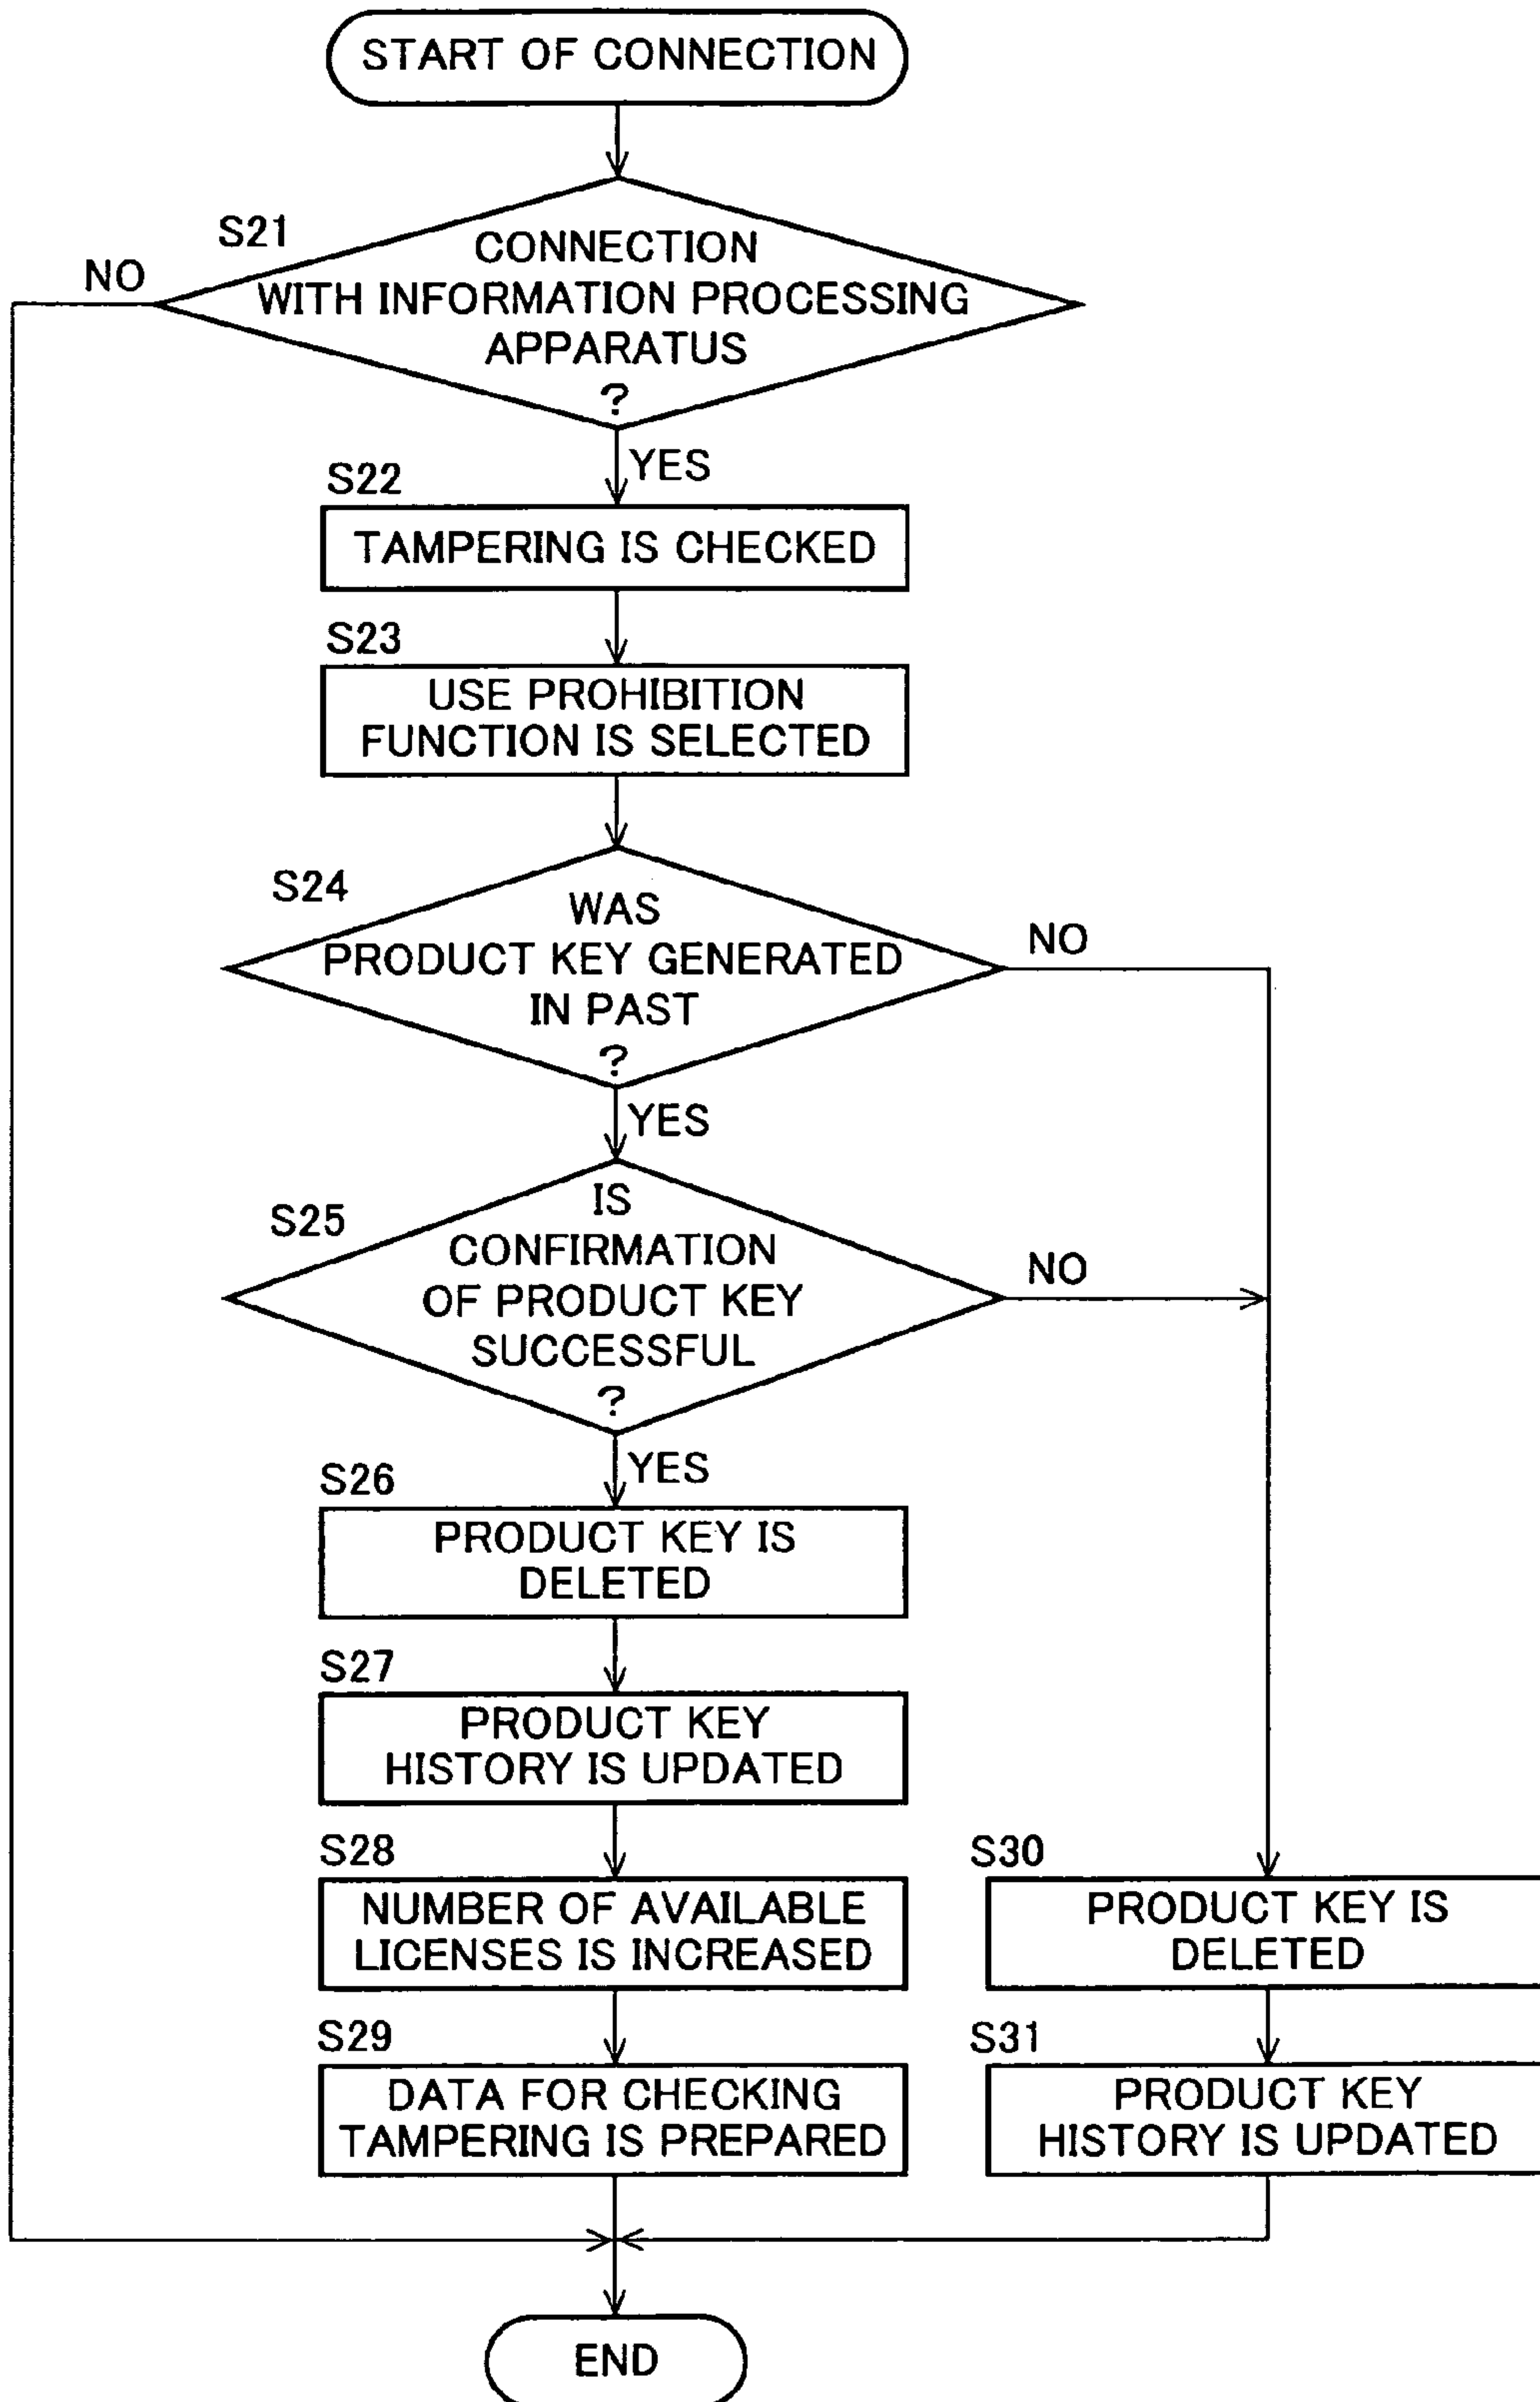 START OF CONNECTION
S21
NO
CONNECTION
WITH INFORMATION PROCESSING
APPARATUS
?
YES
S22
TAMPERING IS CHECKED
S23
USE PROHIBITION
FUNCTION IS SELECTED
S24
WAS
PRODUCT KEY GENERATED
IN PAST
?
NO
YES
S25
IS
CONFIRMATION
OF PRODUCT KEY
SUCCESSFUL
?
NO
YES
S26
PRODUCT KEY IS
DELETED
S27
PRODUCT KEY
HISTORY IS UPDATED
S28
NUMBER OF AVAILABLE
LICENSES IS INCREASED
S29
DATA FOR CHECKING
TAMPERING IS PREPARED
S30
PRODUCT KEY IS
DELETED
S31
PRODUCT KEY
HISTORY IS UPDATED
END